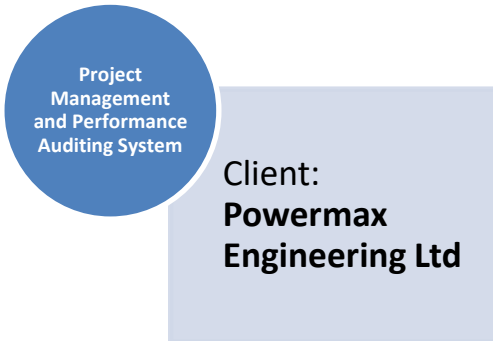 Project
Management
and Performance
Auditing System
Client:
Powermax
Engineering Ltd